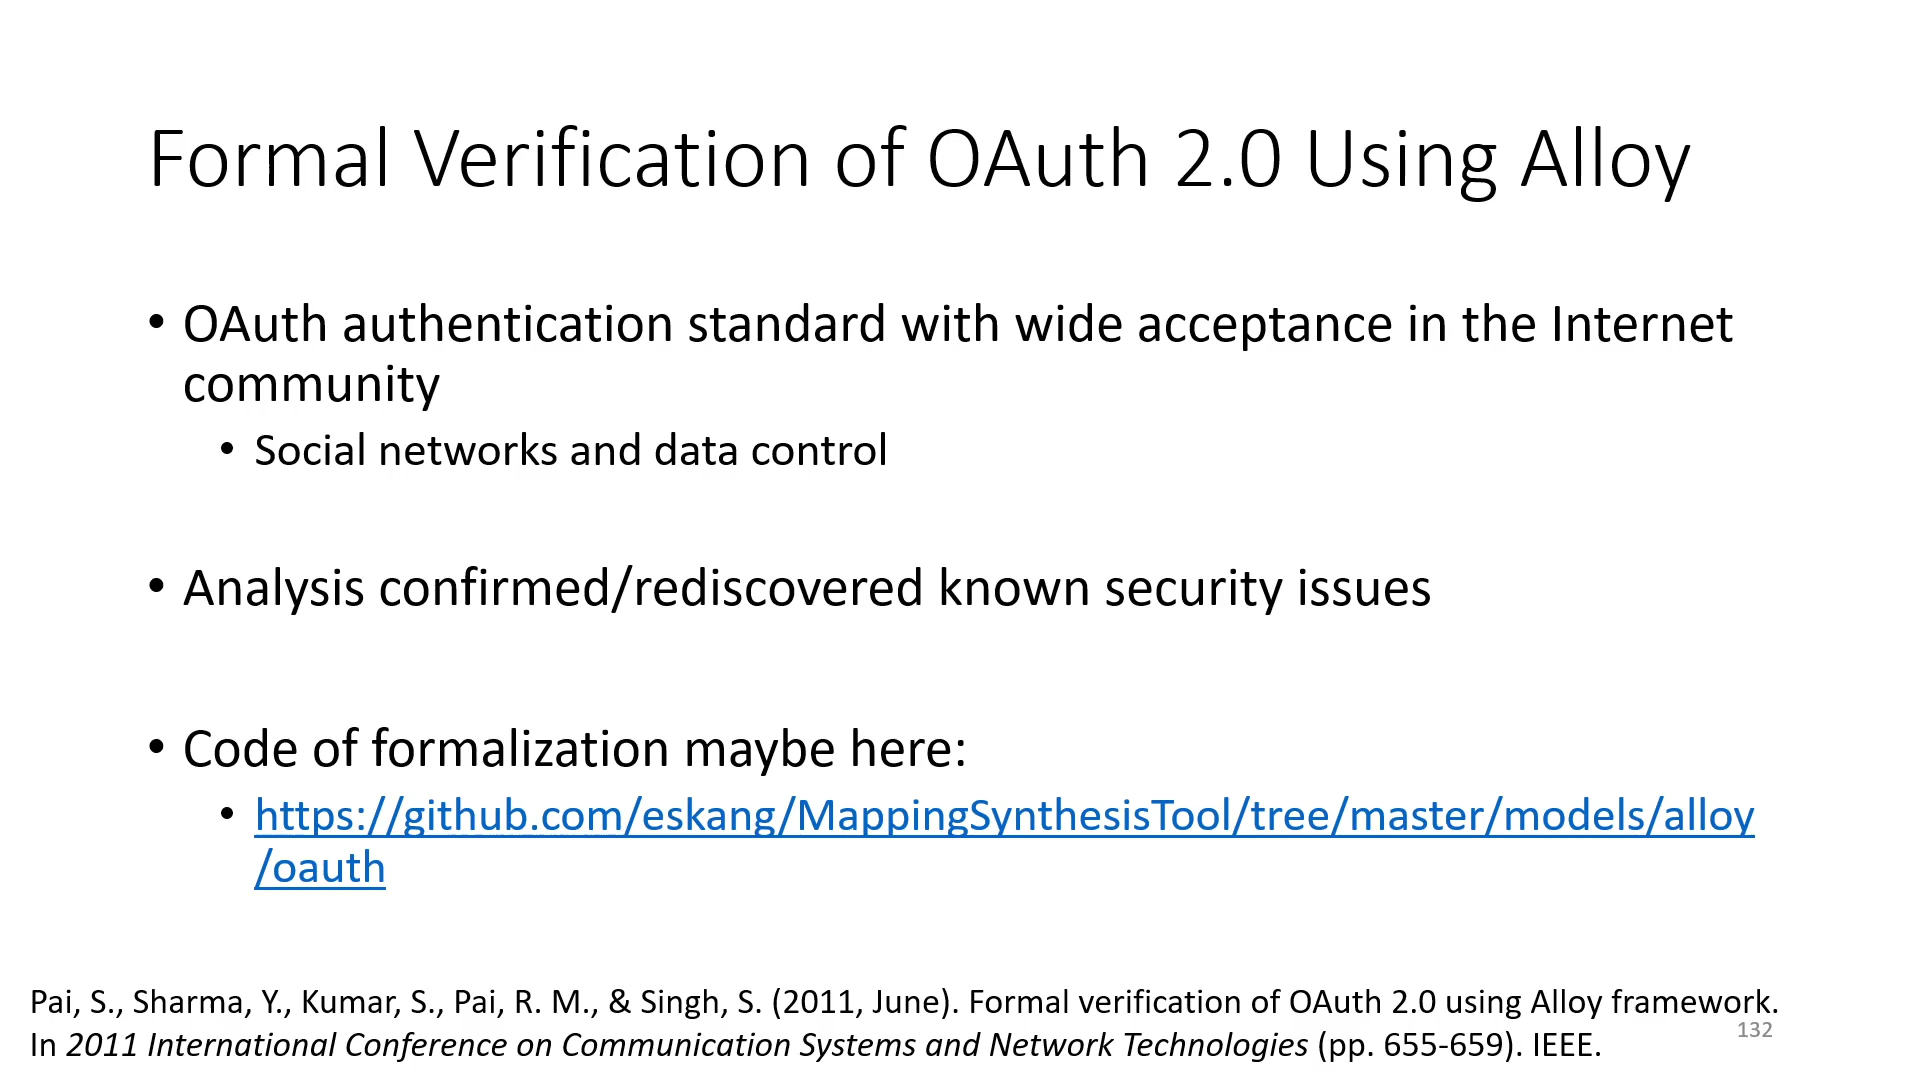 Formal Verification of OAuth 2.0 Using Alloy
• OAuth authentication standard with wide acceptance in the Internet
community
• Social networks and data control
• Analysis confirmed/rediscovered known security issues
• Code of formalization maybe here:
• https://github.com/eskang/MappingSynthesisTool/tree/master/models/alloy
/oauth
Pai, S., Sharma, Y., Kumar, S., Pai, R. M., & Singh, S. (2011, June). Formal verification of OAuth 2.0 using Alloy framework.
In 2011 International Conference on Communication Systems and Network Technologies (pp. 655-659). IEEE.
132